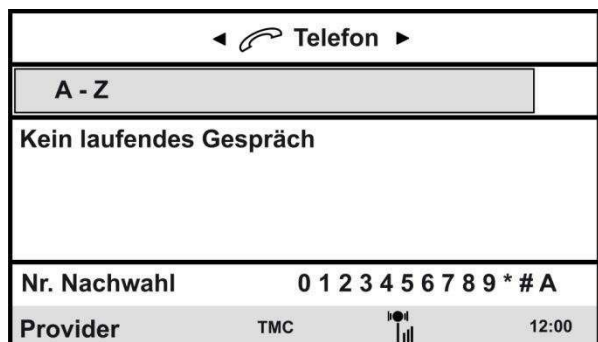 ◄ Telefon ►
A - Z
Kein laufendes Gespräch
Nr. Nachwahl 0 1 2 3 4 5 6 7 8 9 * # A
Provider TMC 12:00